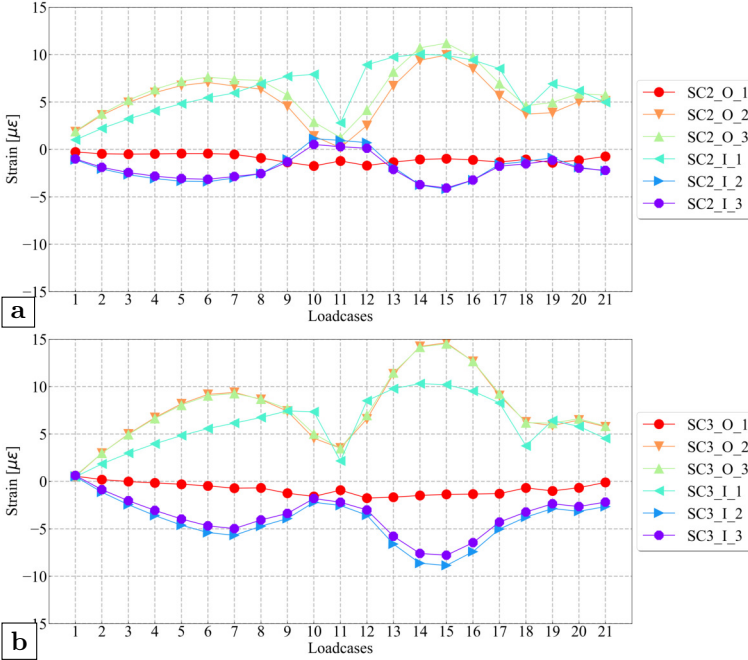 15
10
5
0
−5
−10
−15
Strain [με]
1 2 3 4 5 6 7 8 9 10 11 12 13 14 15 16 17 18 19 20 21
Loadcases
SC2_O_1
SC2_O_2
SC2_O_3
SC2_I_1
SC2_I_2
SC2_I_3
a
15
10
5
0
−5
−10
−15
Strain [με]
1 2 3 4 5 6 7 8 9 10 11 12 13 14 15 16 17 18 19 20 21
Loadcases
SC3_O_1
SC3_O_2
SC3_O_3
SC3_I_1
SC3_I_2
SC3_I_3
b